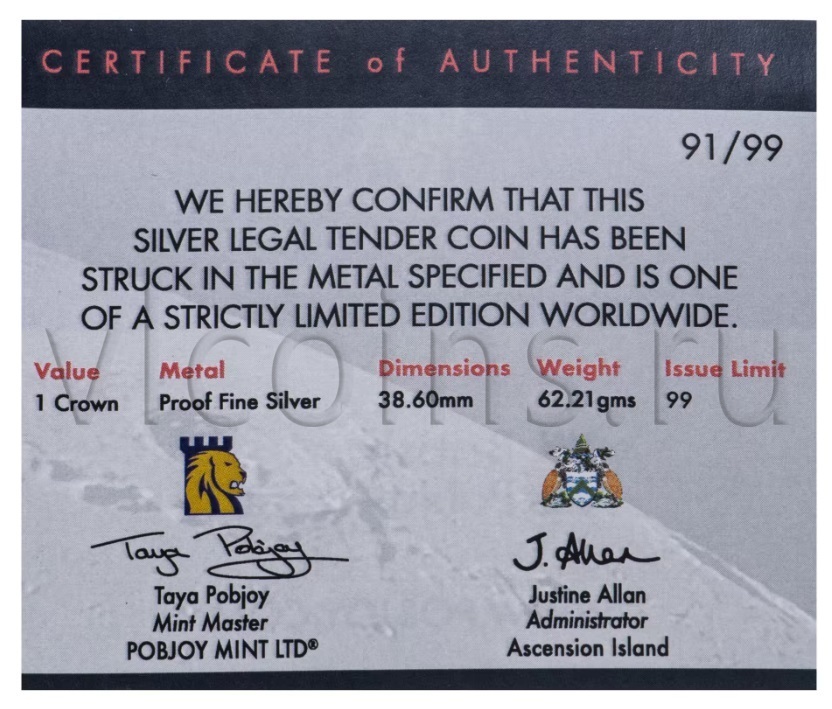 CERTIFICATE of AUTHENTICITY
91/99
WE HEREBY CONFIRM THAT THIS
SILVER LEGAL TENDER COIN HAS BEEN
STRUCK IN THE METAL SPECIFIED AND IS ONE
OF A STRICTLY LIMITED EDITION WORLDWIDE.
vicoins.ru
Value Metal Dimensions Weight Issue Limit
1 Crown Proof Fine Silver 38.60mm 62.21gms 99
Taya Pobjoy J. Allan
Taya Pobjoy Justine Allan
Mint Master Administrator
POBJOY MINT LTD® Ascension Island